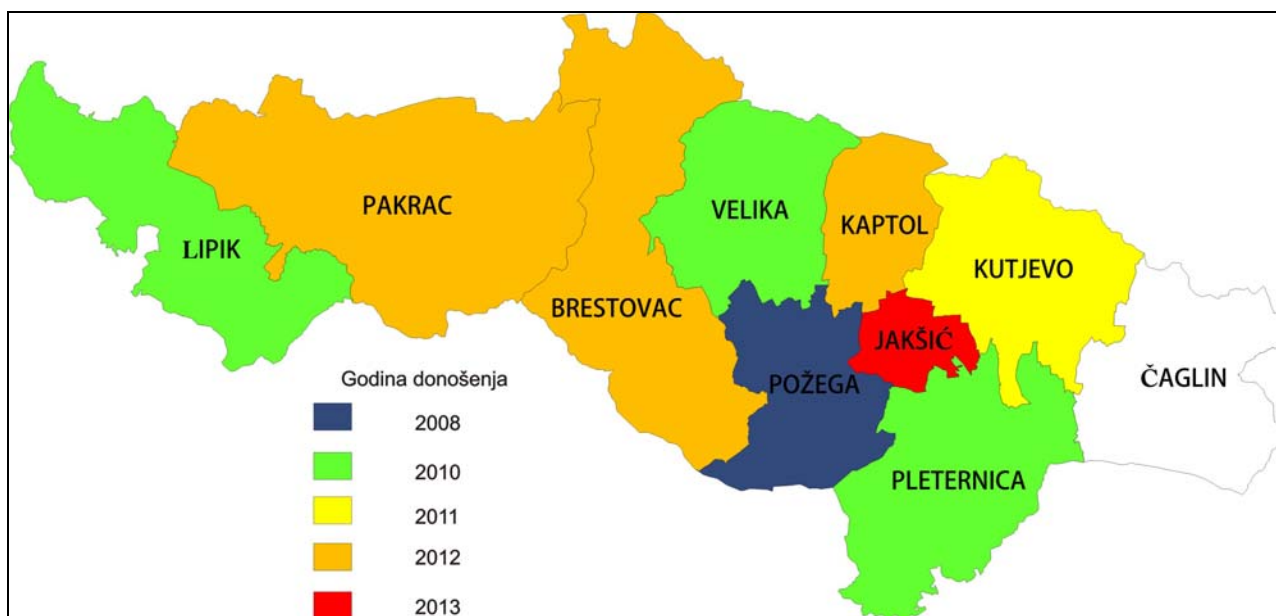 PAKRAC
LIPIK
BRESTOVAC
VELIKA
KAPTOL
KUTJEVO
JAKŠIĆ
POŽEGA
ČAGLIN
PLETERNICA
Godina donošenja
2008
2010
2011
2012
2013